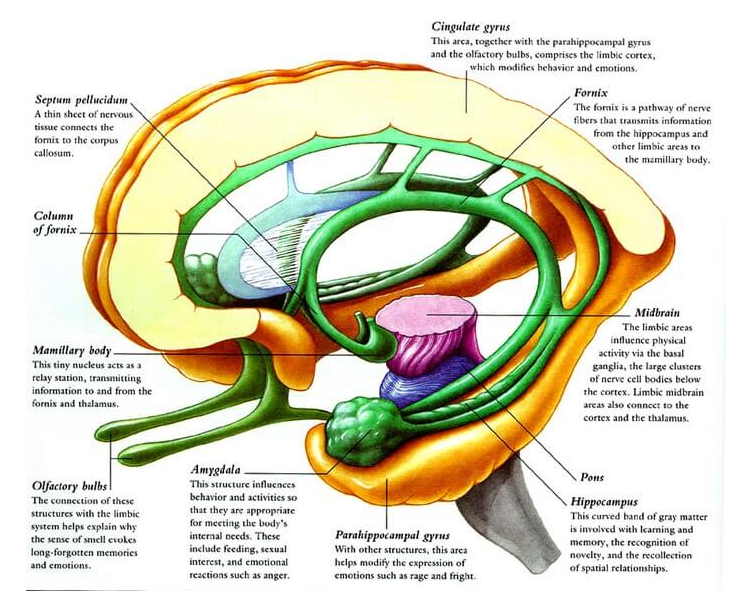 Cingulate gyrus
This area, together with the parahippocampal gyrus
and the olfactory bulbs, comprises the limbic cortex,
which modifies behavior and emotions.
Septum pellucidum
A thin sheet of nervous
tissue connects the
fornix to the corpus
callosum.
Fornix
The fornix is a pathway of nerve
fibers that transmits information
from the hippocampus and
other limbic areas to
the mamillary body.
Column
of fornix
Midbrain
The limbic areas
influence physical
activity via the basal
ganglia, the large clusters
of nerve cell bodies below
the cortex. Limbic midbrain
areas also connect to the
cortex and the thalamus.
Mamillary body
This tiny nucleus acts as a
relay station, transmitting
information to and from the
fornix and thalamus.
Olfactory bulbs
The connection of these
structures with the limbic
system helps explain why
the sense of smell evokes
long-forgotten memories
and emotions.
Amygdala
This structure influences
behavior and activities so
that they are appropriate
for meeting the body's
internal needs. These
include feeding, sexual
interest, and emotional
reactions such as anger.
Parahippocampal gyrus
With other structures, this area
helps modify the expression of
emotions such as rage and fright.
Pons
Hippocampus
This curved band of gray matter
is involved with learning and
memory, the recognition of
novelty, and the recollection
of spatial relationships.